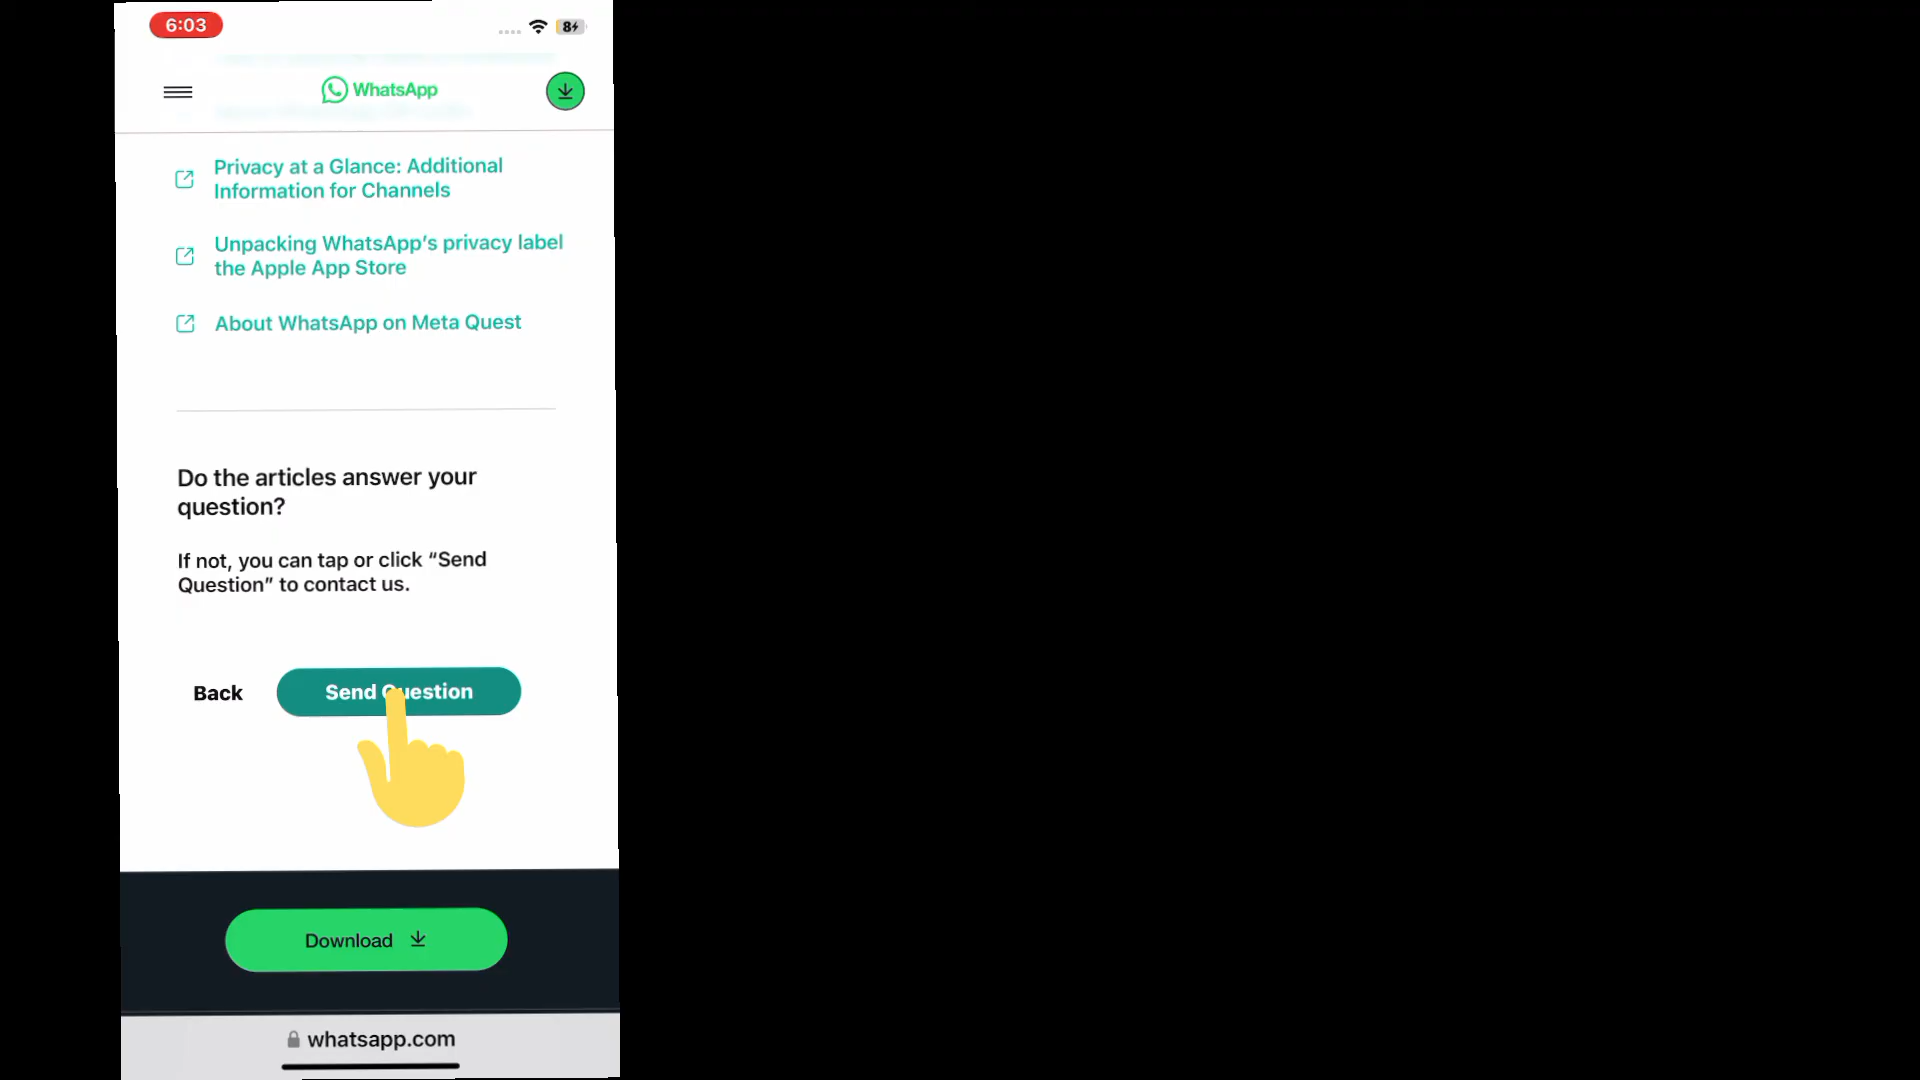 6:03
8
WhatsApp
Privacy at a Glance: Additional
Information for Channels
Unpacking WhatsApp's privacy label
the Apple App Store
About WhatsApp on Meta Quest
Do the articles answer your
question?
If not, you can tap or click “Send
Question” to contact us.
Back
Send Question
Download
whatsapp.com